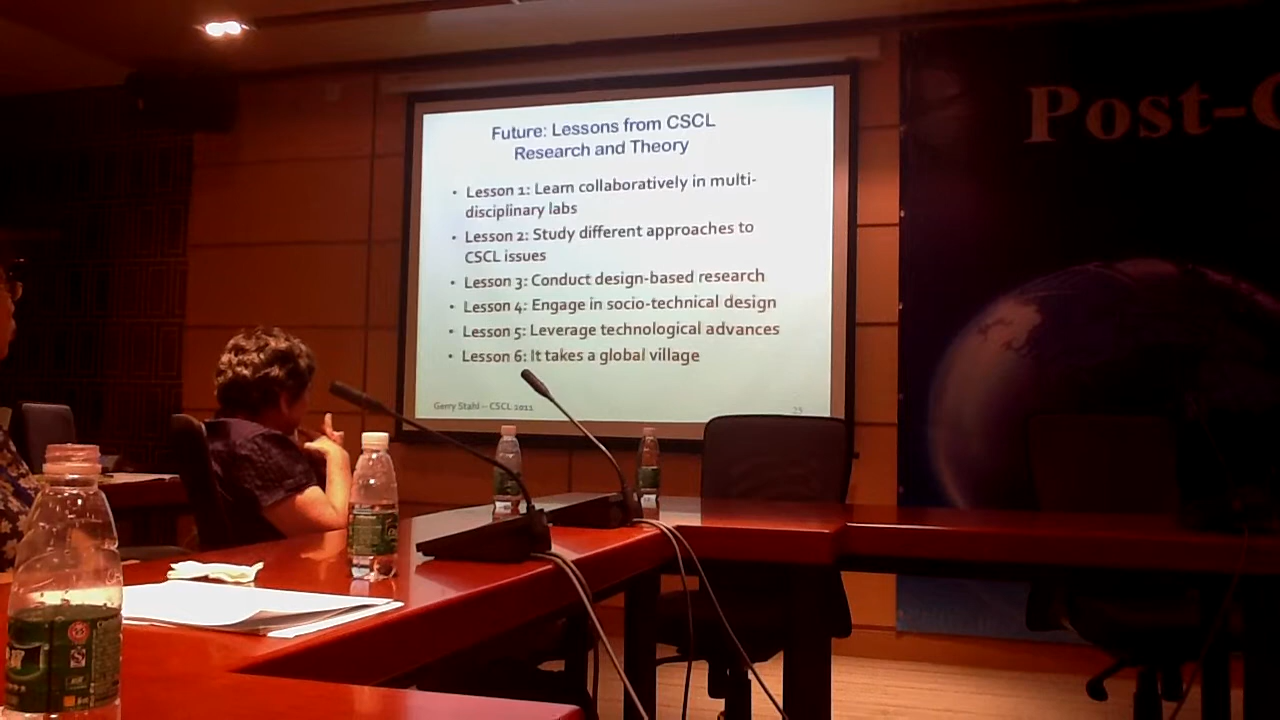 Future: Lessons from CSCL
Research and Theory
• Lesson 1: Learn collaboratively in multi-
disciplinary labs
• Lesson 2: Study different approaches to
CSCL issues
• Lesson 3: Conduct design-based research
• Lesson 4: Engage in socio-technical design
• Lesson 5: Leverage technological advances
• Lesson 6: It takes a global village
Gerry Stahl – CSCL 2011
25
Post-C